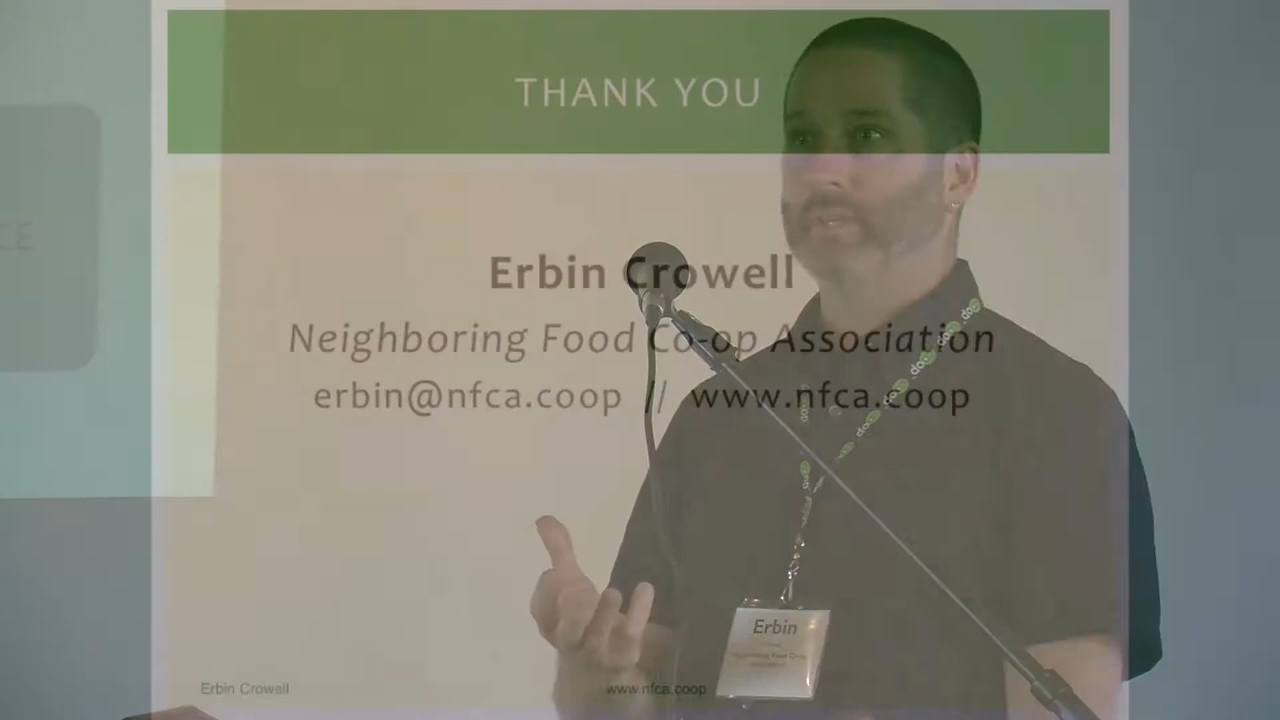 THANK YOU
CE
Erbin Crowell
Neighboring Food Co-op Association
erbin@nfca.coop // www.nfca.coop
Erbin
Erbin Crowell
www.nfca.coop